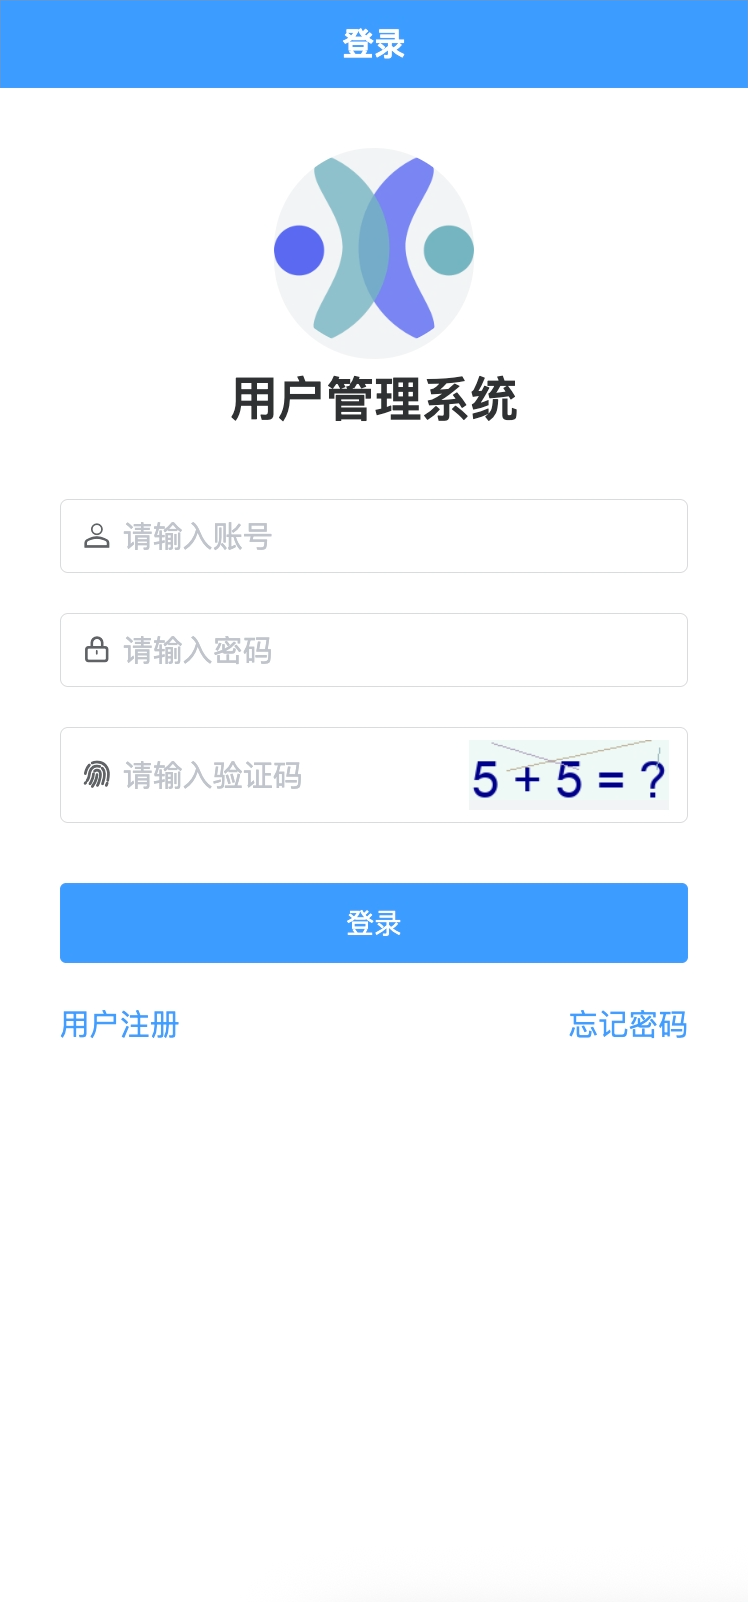 登录
用户管理系统
请输入账号
请输入密码
请输入验证码 5 + 5 = ?
登录
用户注册 忘记密码